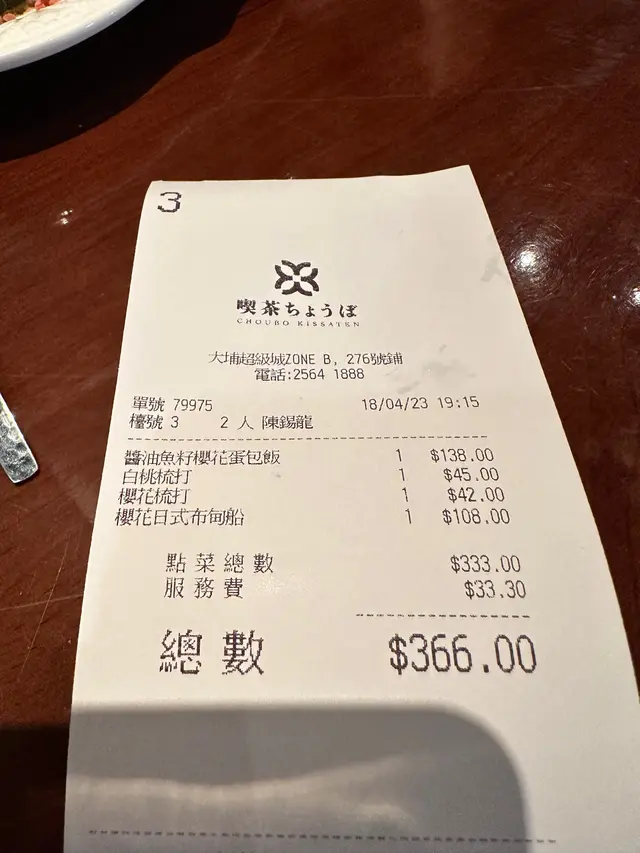 3
喫茶ちょうぼ
CHOUBO KISSATEN
大埔超級城ZONE B, 276號鋪
電話:2564 1888
單號 79975 18/04/23 19:15
檯號 3 2 人 陳錫龍
醬油魚籽櫻花蛋包飯 1 $138.00
白桃梳打 1 $45.00
櫻花梳打 1 $42.00
櫻花日式布甸船 1 $108.00
點菜總數 $333.00
服務費 $33.30
總數 $366.00